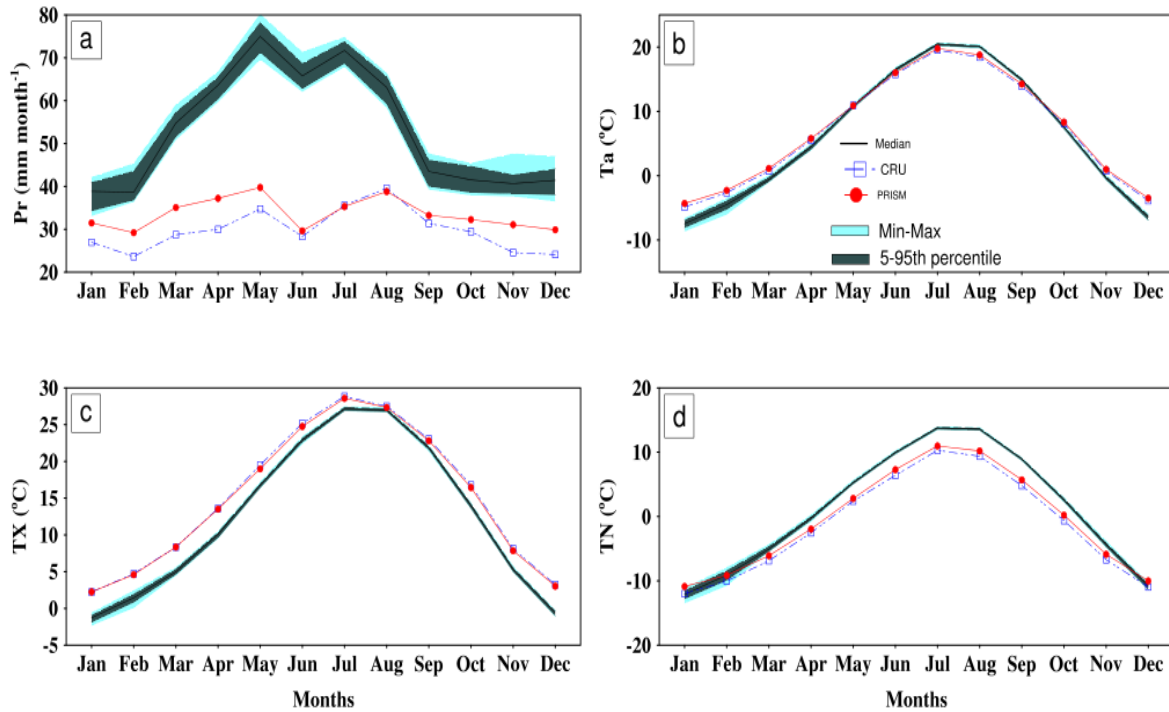 a
Pr (mm month⁻¹)
80
70
60
50
40
30
20
Jan Feb Mar Apr May Jun Jul Aug Sep Oct Nov Dec
b
Ta (ºC)
20
10
0
-10
Median
CRU
PRISM
Min-Max
5-95th percentile
Jan Feb Mar Apr May Jun Jul Aug Sep Oct Nov Dec
c
TX (ºC)
30
25
20
15
10
5
0
-5
Jan Feb Mar Apr May Jun Jul Aug Sep Oct Nov Dec
Months
d
TN (ºC)
20
10
0
-10
-20
Jan Feb Mar Apr May Jun Jul Aug Sep Oct Nov Dec
Months